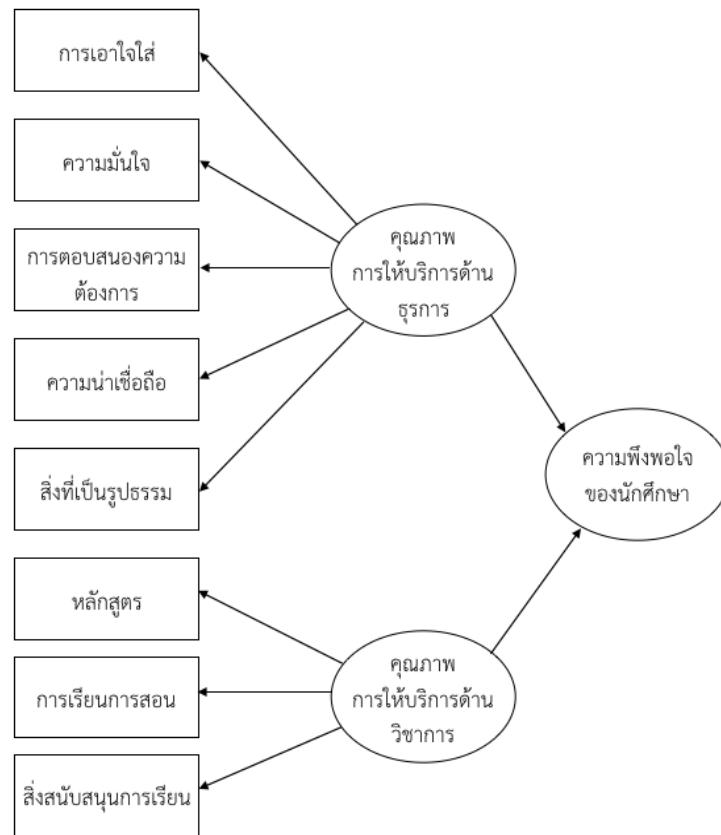 การเอาใจใส่
ความมั่นใจ
การตอบสนองความ
ต้องการ
ความน่าเชื่อถือ
สิ่งที่เป็นรูปธรรม
หลักสูตร
การเรียนการสอน
สิ่งสนับสนุนการเรียน
คุณภาพ
การให้บริการด้าน
ธุรการ
คุณภาพ
การให้บริการด้าน
วิชาการ
ความพึงพอใจ
ของนักศึกษา